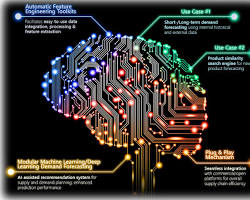 Automatic Feature
Engineering Toolkits
Facilitates easy-to-use data
integration, processing &
feature extraction
Use Case #1
Short-/Long-term demand
forecasting using internal historical
and external data
Use Case #2
Product similarity
search engine for new
product forecasting
Modular Machine Learning/Deep
Learning Demand Forecasting
AI-assisted recommendation system for
supply and demand planning, enhanced
prediction performance
Plug & Play
Mechanism
Seamless integration
with commercial/open
platforms for overall
supply chain efficiency